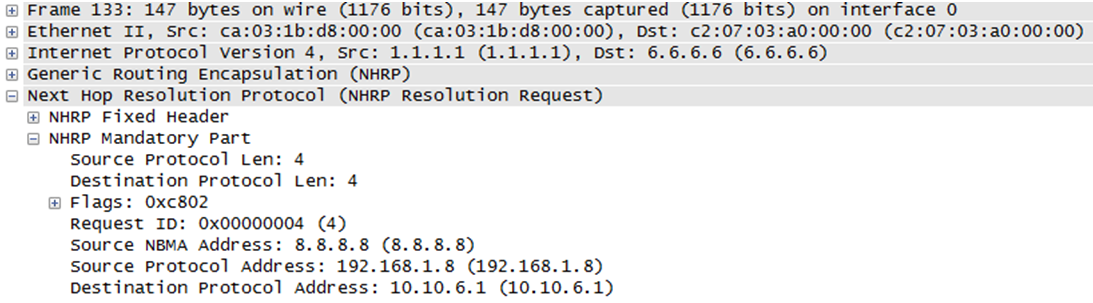 Frame 133: 147 bytes on wire (1176 bits), 147 bytes captured (1176 bits) on interface 0
Ethernet II, Src: ca:03:1b:d8:00:00 (ca:03:1b:d8:00:00), Dst: c2:07:03:a0:00:00 (c2:07:03:a0:00:00)
Internet Protocol Version 4, Src: 1.1.1.1 (1.1.1.1), Dst: 6.6.6.6 (6.6.6.6)
Generic Routing Encapsulation (NHRP)
Next Hop Resolution Protocol (NHRP Resolution Request)
NHRP Fixed Header
NHRP Mandatory Part
Source Protocol Len: 4
Destination Protocol Len: 4
Flags: 0xc802
Request ID: 0x00000004 (4)
Source NBMA Address: 8.8.8.8 (8.8.8.8)
Source Protocol Address: 192.168.1.8 (192.168.1.8)
Destination Protocol Address: 10.10.6.1 (10.10.6.1)